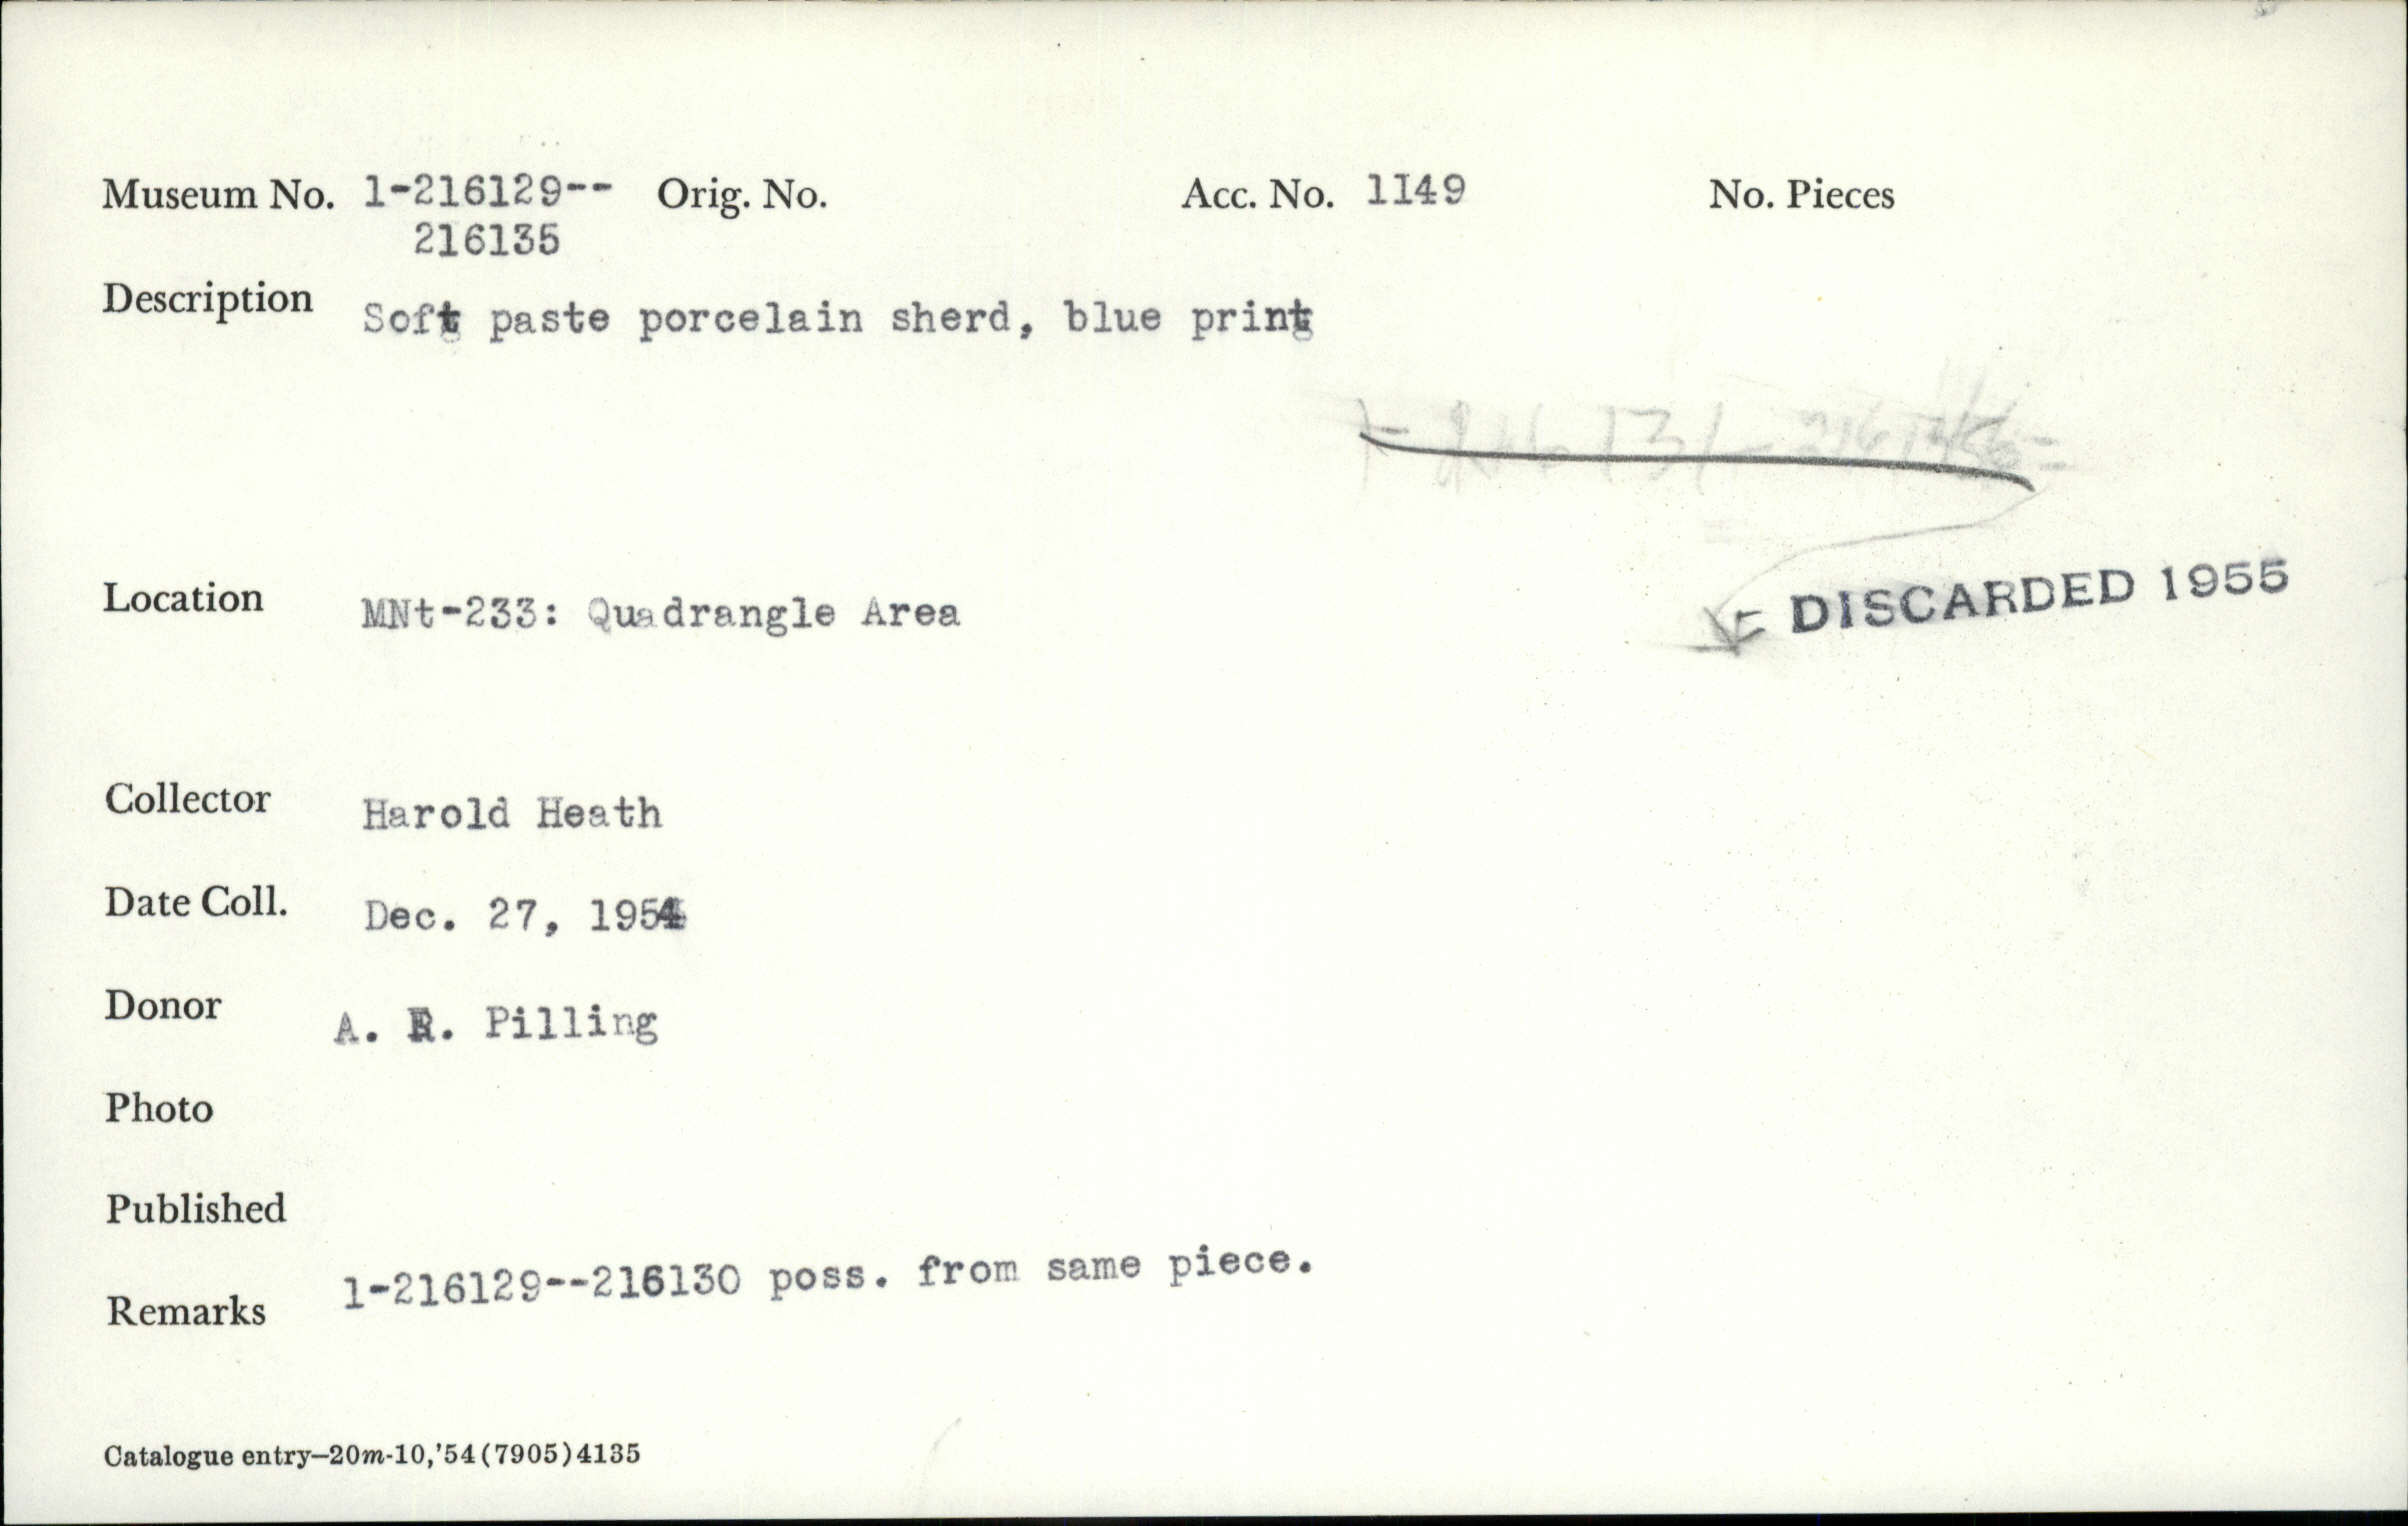 Museum No. 1-216129-- Orig. No. Acc. No. 1149 No. Pieces
216135
Description Soft paste porcelain sherd, blue print
Location MNt-233: Quadrangle Area
DISCARDED 1955
Collector Harold Heath
Date Coll. Dec. 27, 1954
Donor A. R. Pilling
Photo
Published
Remarks 1-216129--216130 poss. from same piece.
Catalogue entry—20m-10,'54(7905)4135